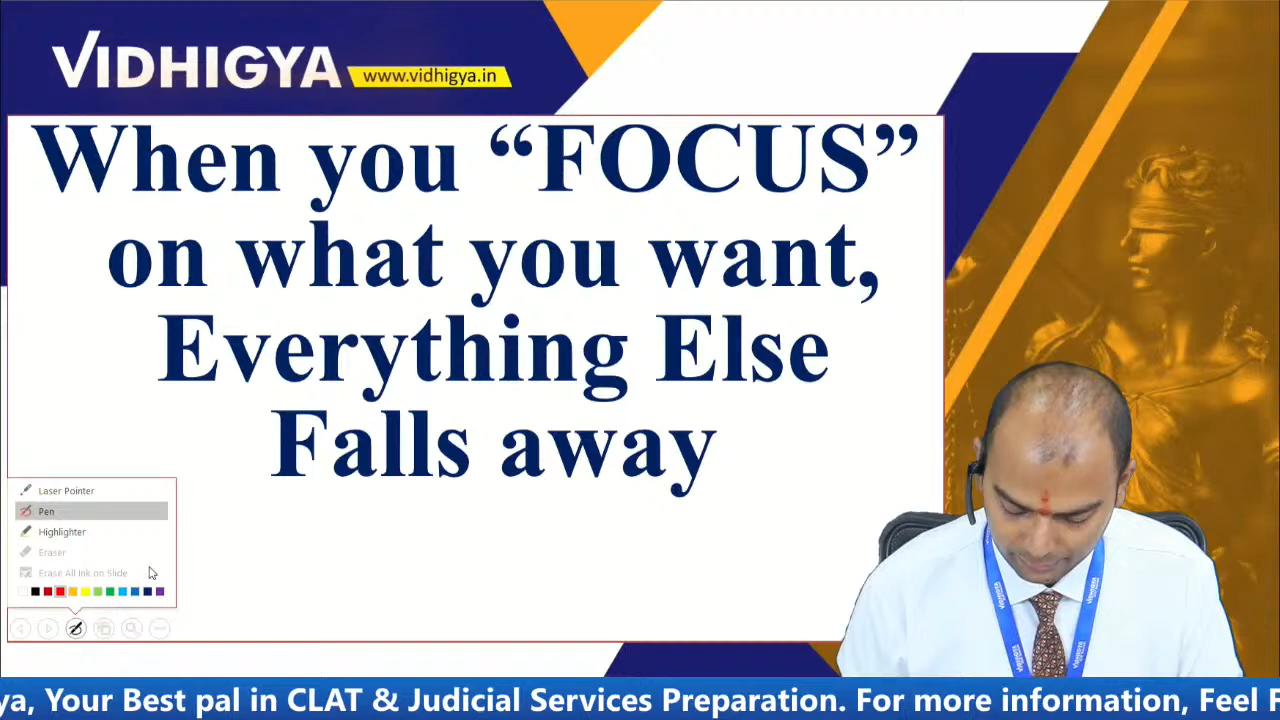 VIDHIGYA
www.vidhigya.in
When you “FOCUS”
on what you want,
Everything Else
Falls away
Laser Pointer
Pen
Highlighter
Eraser
Erase All Ink on Slide
VIDHIGYA
VIDHIGYA
ya, Your Best pal in CLAT & Judicial Services Preparation. For more information, Feel F